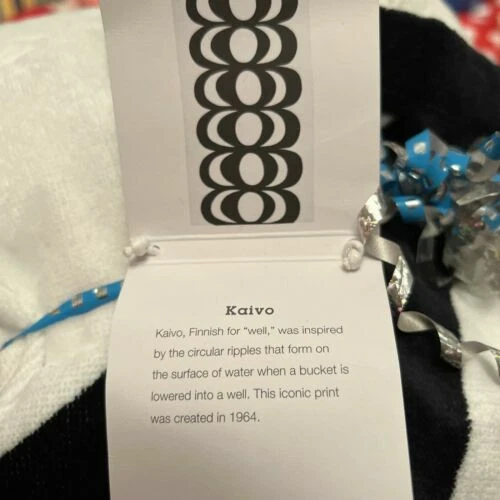 Kaivo
Kaivo, Finnish for "well," was inspired
by the circular ripples that form on
the surface of water when a bucket is
lowered into a well. This iconic print
was created in 1964.